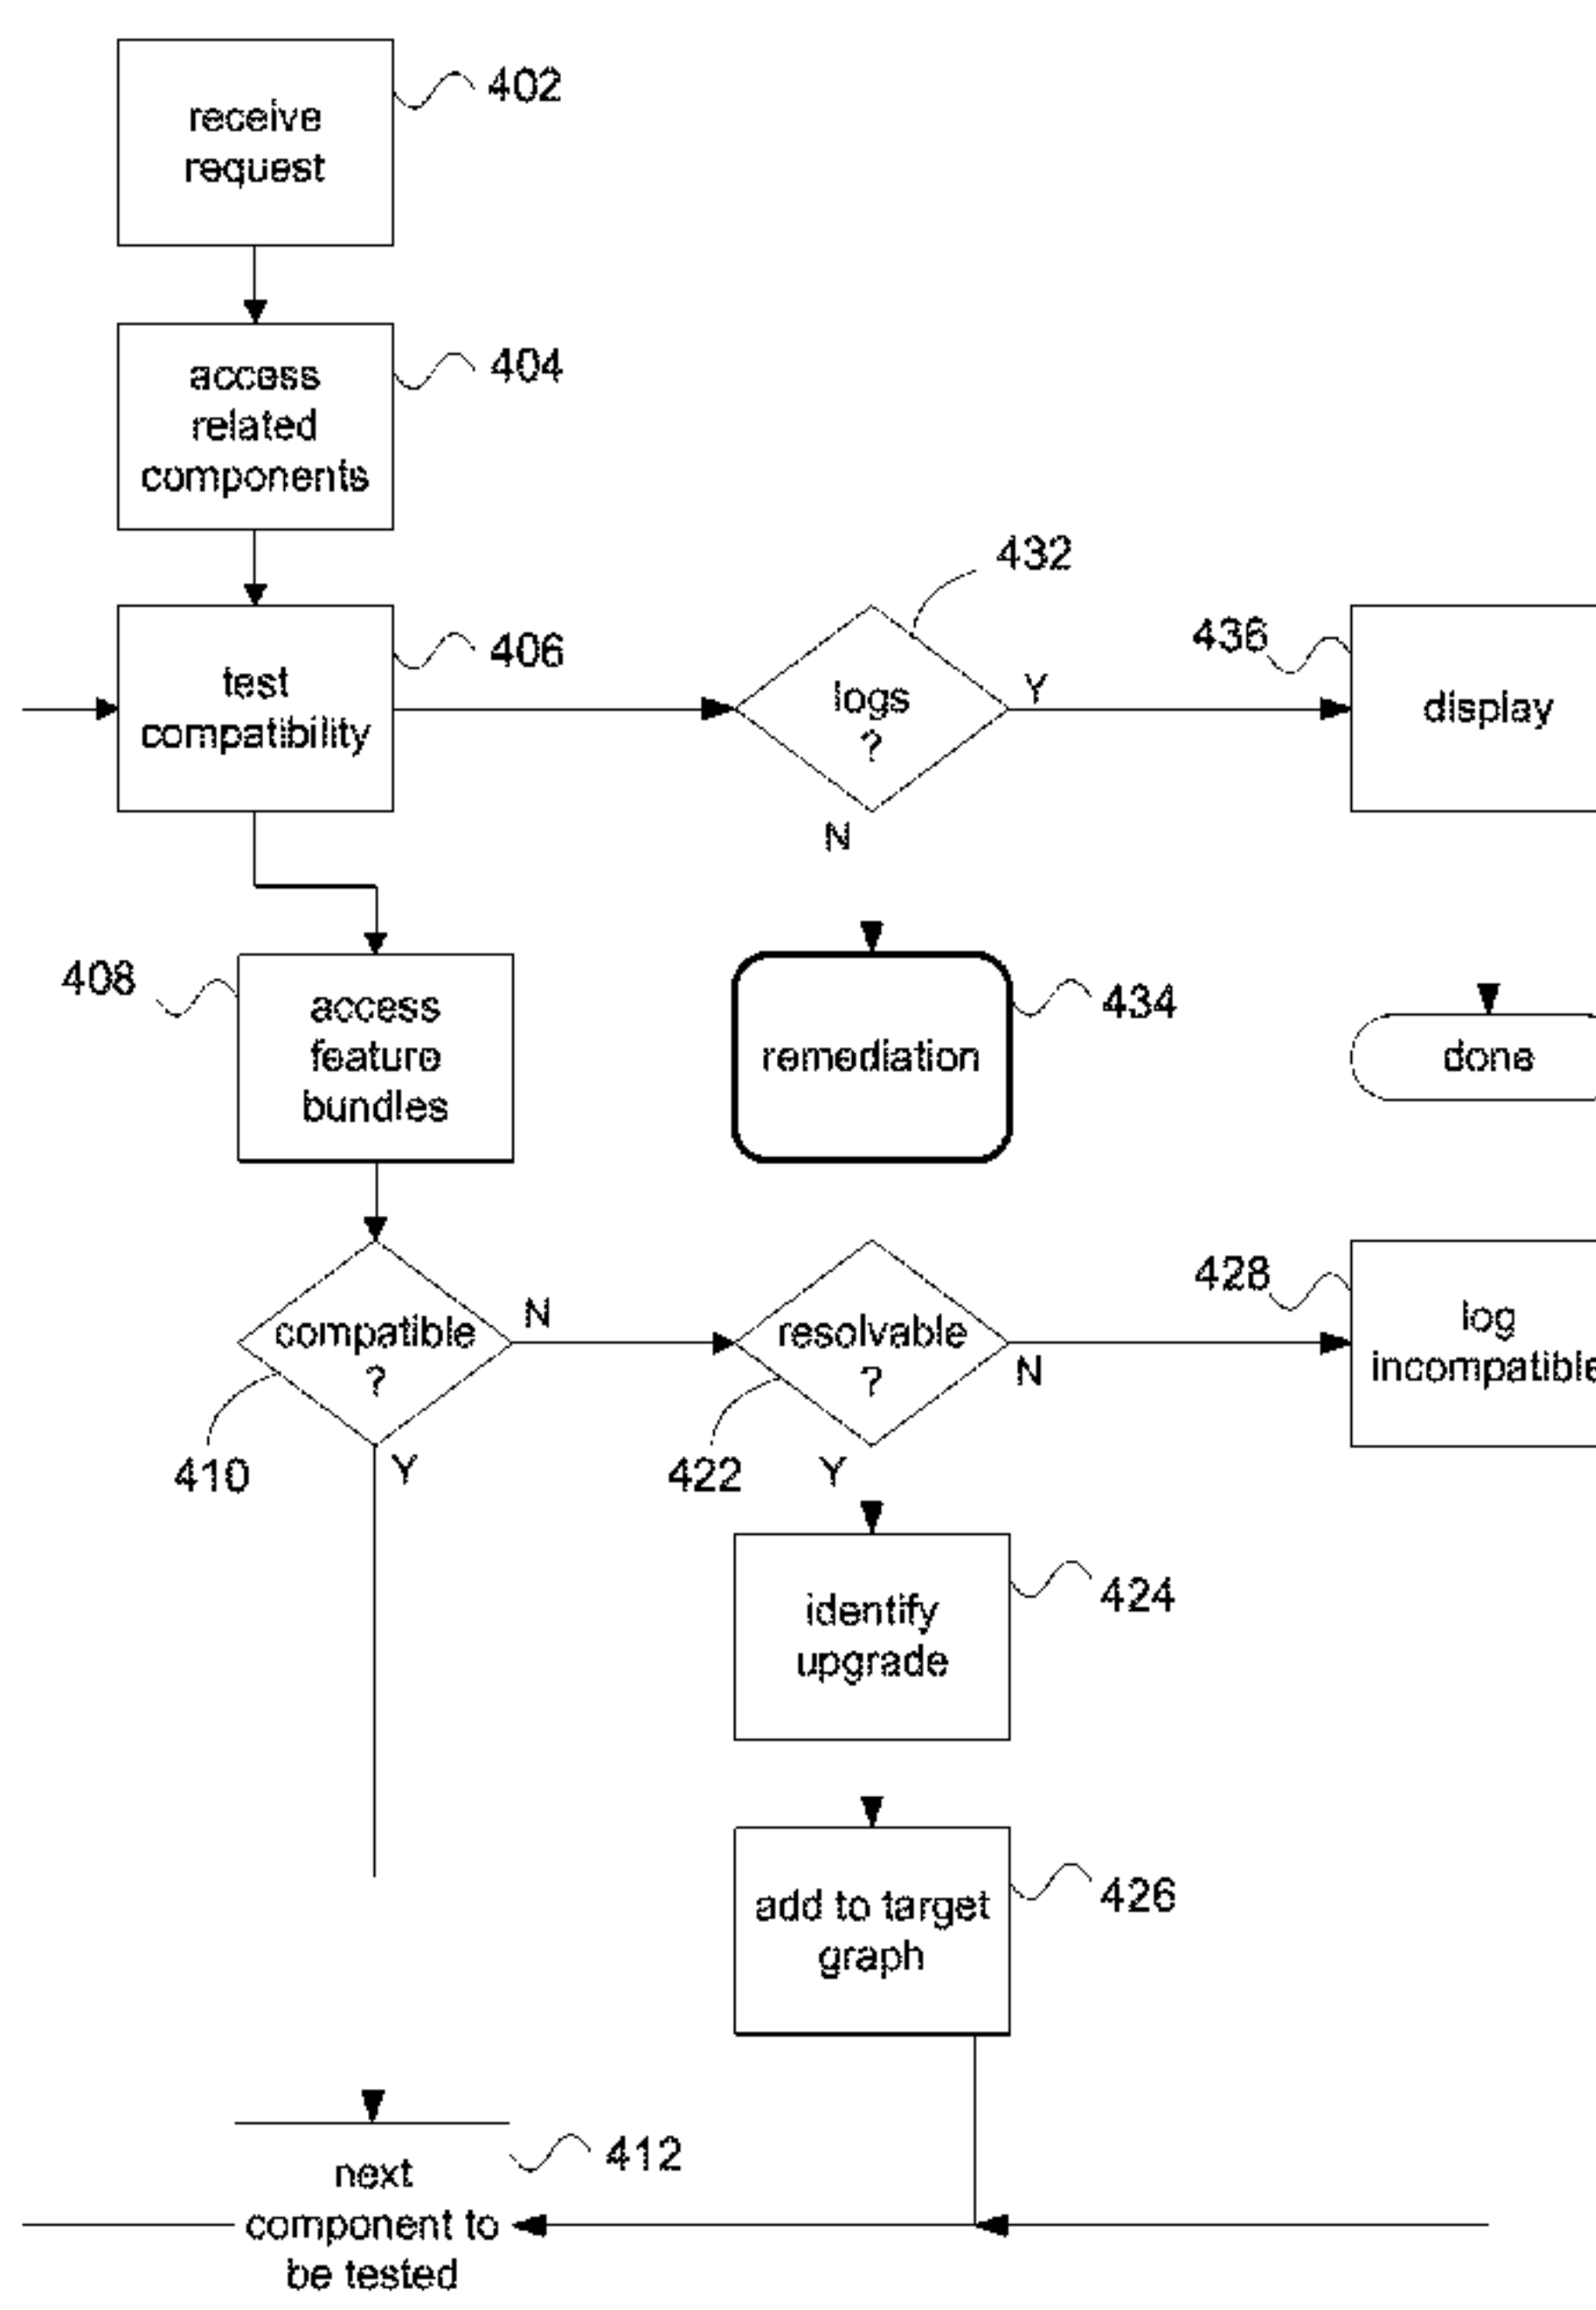 receive
request
402
access
related
components
404
test
compatibility
406
432
logs
?
Y
N
436
display
408
access
feature
bundles
remediation
434
done
compatible
?
N
410
Y
resolvable
?
N
422
Y
428
log
incompatible
identify
upgrade
424
add to target
graph
426
412
next
component to
be tested